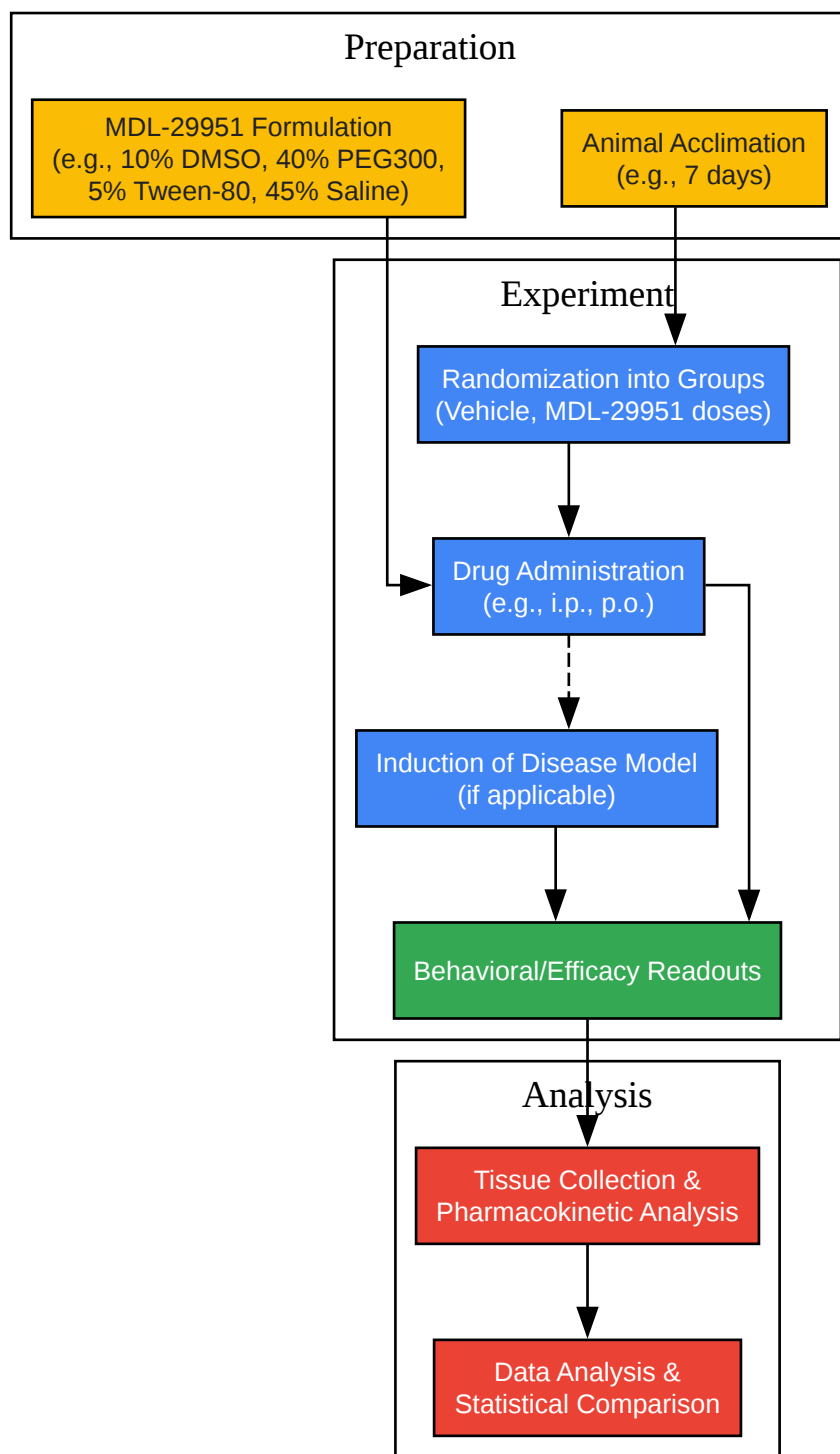 Preparation
MDL-29951 Formulation
(e.g., 10% DMSO, 40% PEG300,
5% Tween-80, 45% Saline)
Animal Acclimation
(e.g., 7 days)
Experiment
Randomization into Groups
(Vehicle, MDL-29951 doses)
Drug Administration
(e.g., i.p., p.o.)
Induction of Disease Model
(if applicable)
Behavioral/Efficacy Readouts
Analysis
Tissue Collection &
Pharmacokinetic Analysis
Data Analysis &
Statistical Comparison